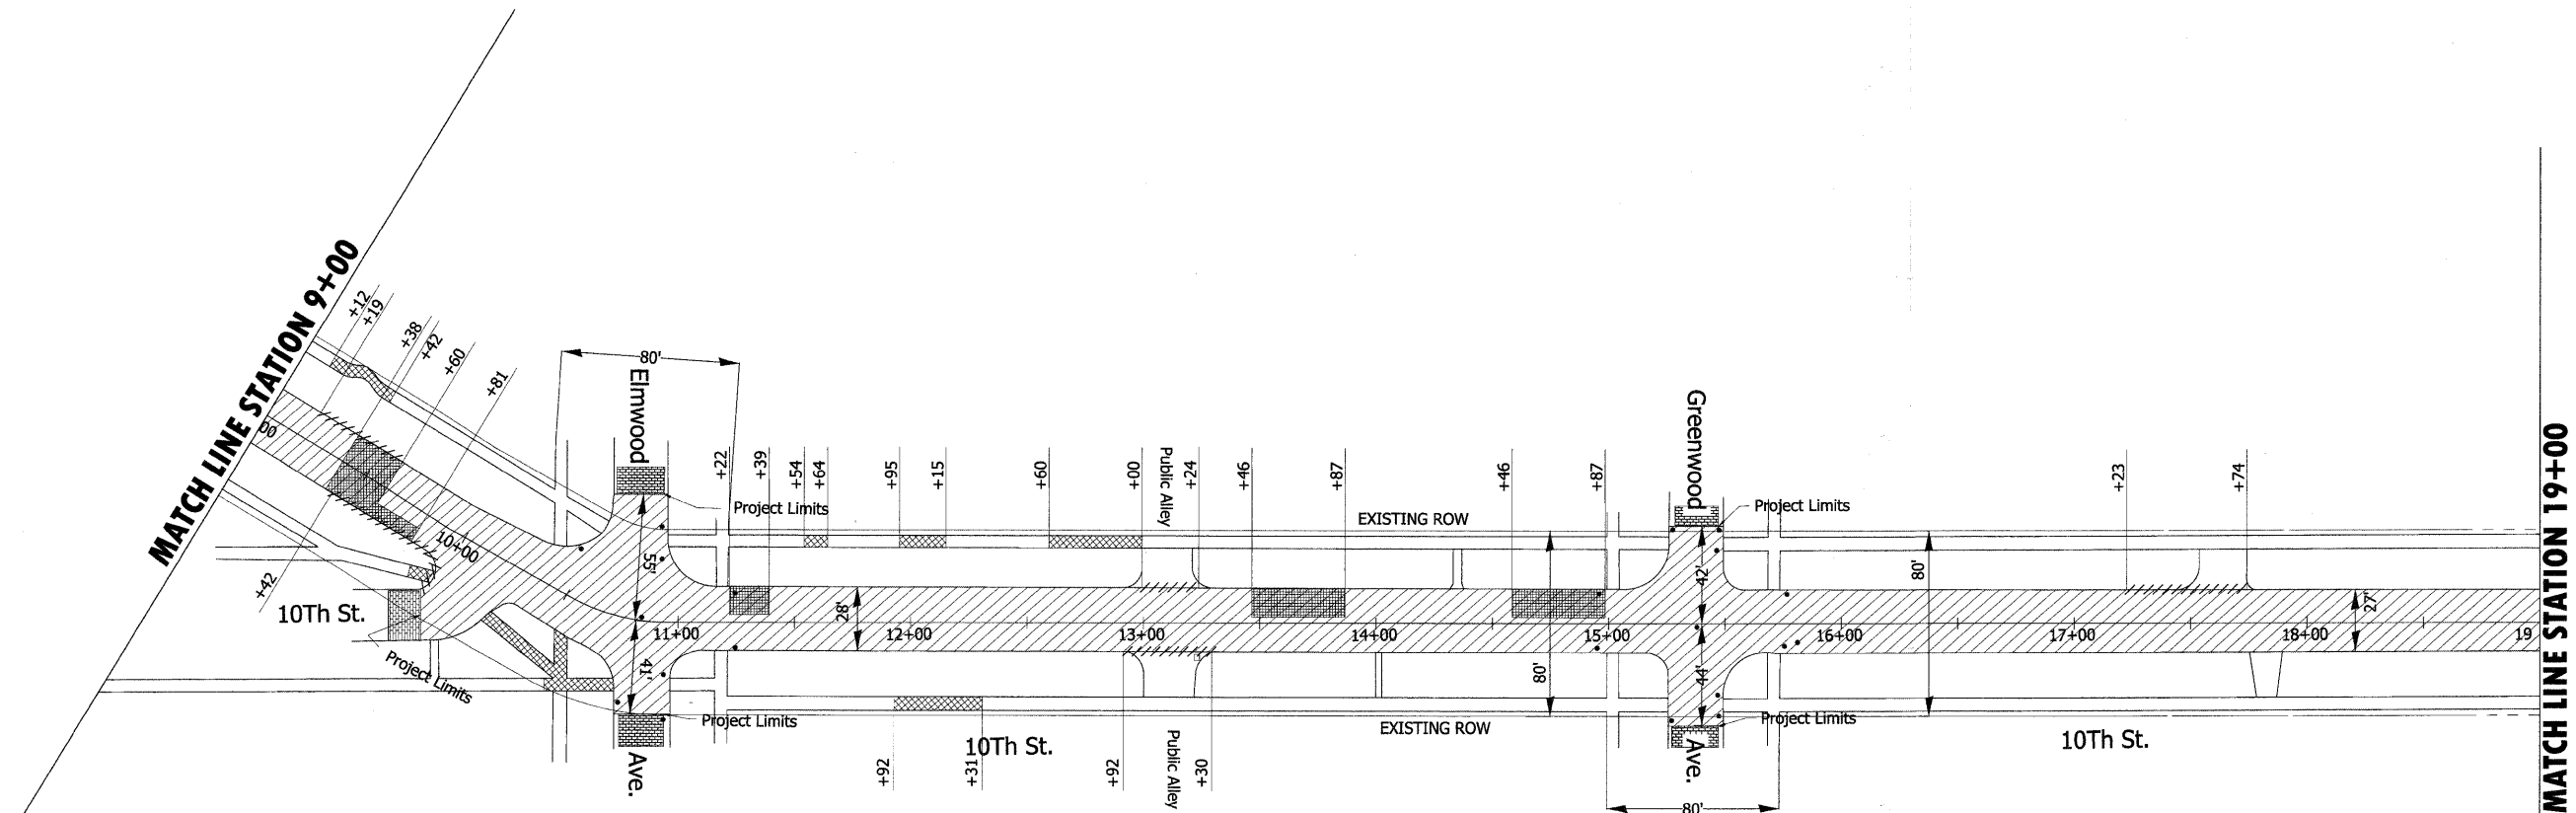 MATCH LINE STATION 9+00
+12
+19
+38
+42
+60
+81
00
+42
10+00
10Th St.
Project Limits
80'
Elmwood
Project Limits
55'
41'
Project Limits
Ave.
+22
+39
+54
+64
+95
+15
+60
+00
Public Alley
+24
+46
+87
+46
+87
EXISTING ROW
Greenwood
Project Limits
+23
+74
28'
11+00
12+00
13+00
14+00
15+00
16+00
17+00
18+00
19
80'
42'
44'
80'
27'
Project Limits
EXISTING ROW
10Th St.
+92
+31
+92
Public Alley
+30
Ave.
80'
10Th St.
MATCH LINE STATION 19+00